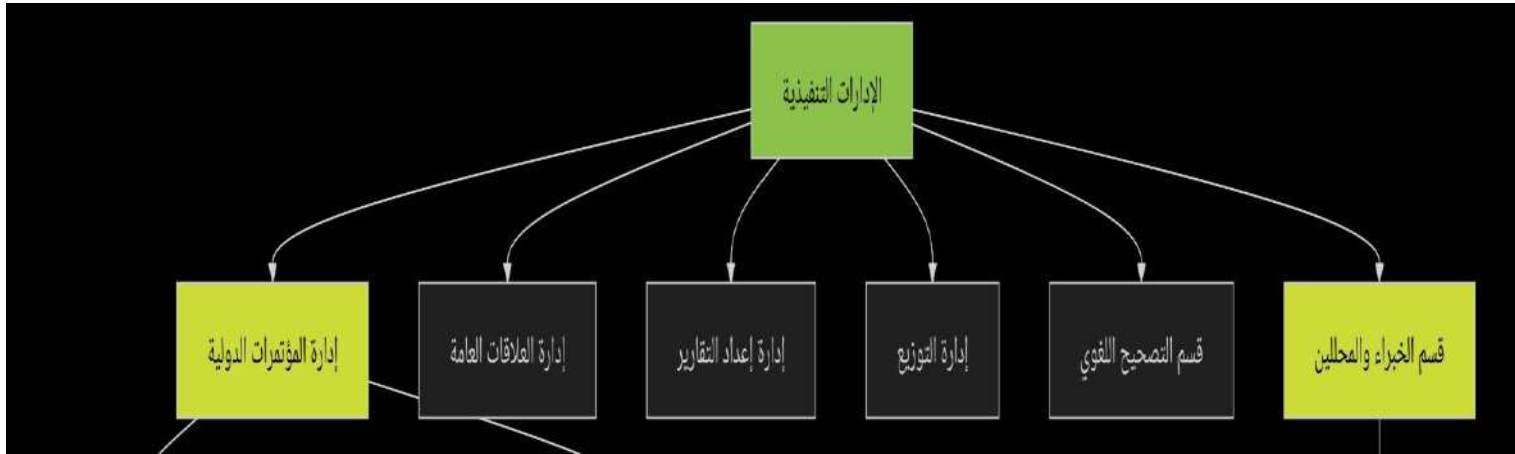 الإدارات التنفيذية
قسم الخبراء والمحللين
قسم التصحيح اللغوي
إدارة التوزيع
إدارة إعداد التقارير
إدارة العلاقات العامة
إدارة المؤتمرات الدولية